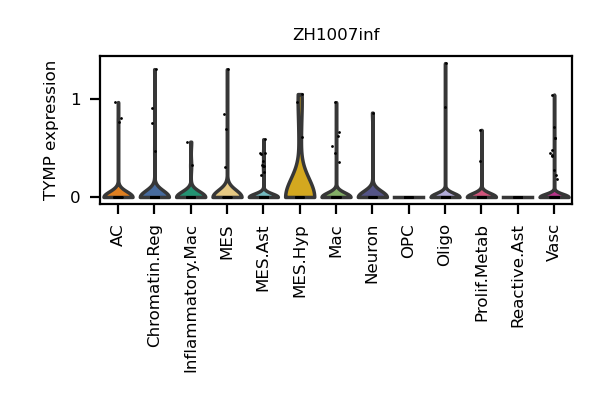 ZH1007inf
TYMP expression
1
0
AC
Chromatin.Reg
Inflammatory.Mac
MES
MES.Ast
MES.Hyp
Mac
Neuron
OPC
Oligo
Prolif.Metab
Reactive.Ast
Vasc